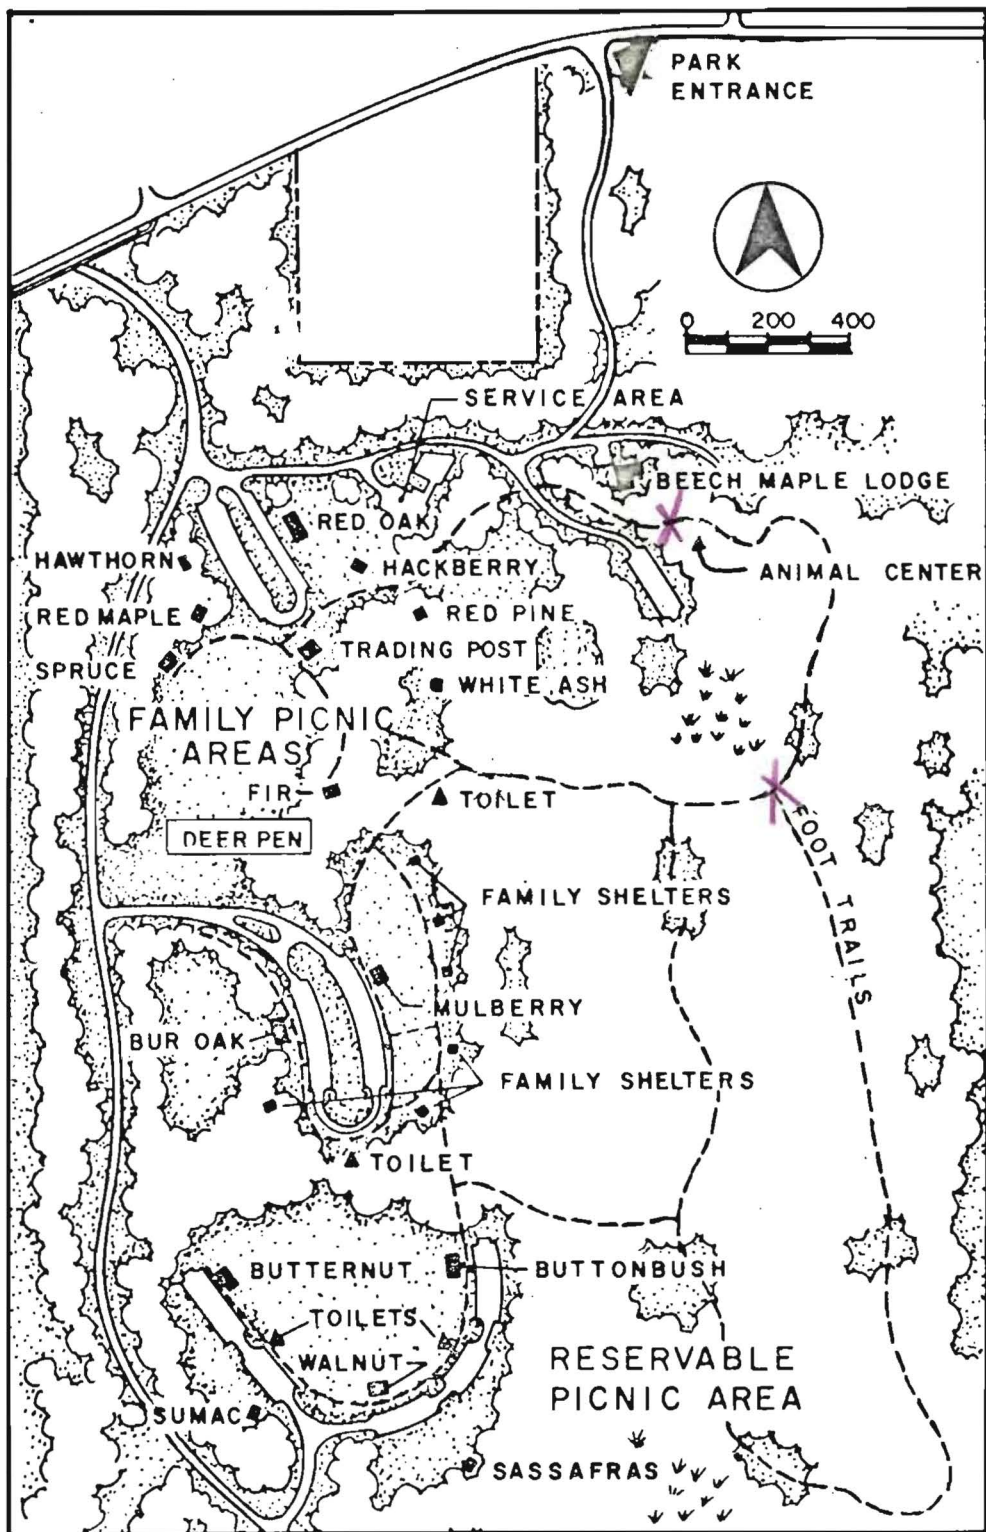 PARK
ENTRANCE
0 200 400
SERVICE AREA
BEECH MAPLE LODGE
RED OAK
HAWTHORN
HACKBERRY
ANIMAL CENTER
RED MAPLE
RED PINE
SPRUCE
TRADING POST
WHITE ASH
FAMILY PICNIC
AREAS
FIR
TOILET
DEER PEN
FOOT TRAILS
FAMILY SHELTERS
MULBERRY
BUR OAK
FAMILY SHELTERS
TOILET
BUTTERNUT
BUTTONBUSH
TOILETS
WALNUT
RESERVABLE
PICNIC AREA
SUMAC
SASSAFRAS